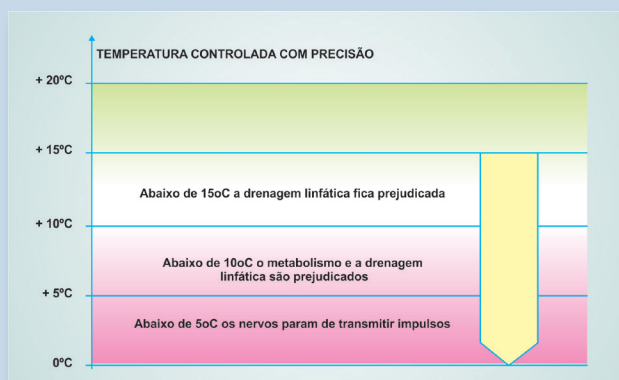 TEMPERATURA CONTROLADA COM PRECISÃO
+ 20ºC
+ 15ºC
Abaixo de 15oC a drenagem linfática fica prejudicada
+ 10ºC
Abaixo de 10oC o metabolismo e a drenagem
linfática são prejudicados
+ 5ºC
Abaixo de 5oC os nervos param de transmitir impulsos
0ºC